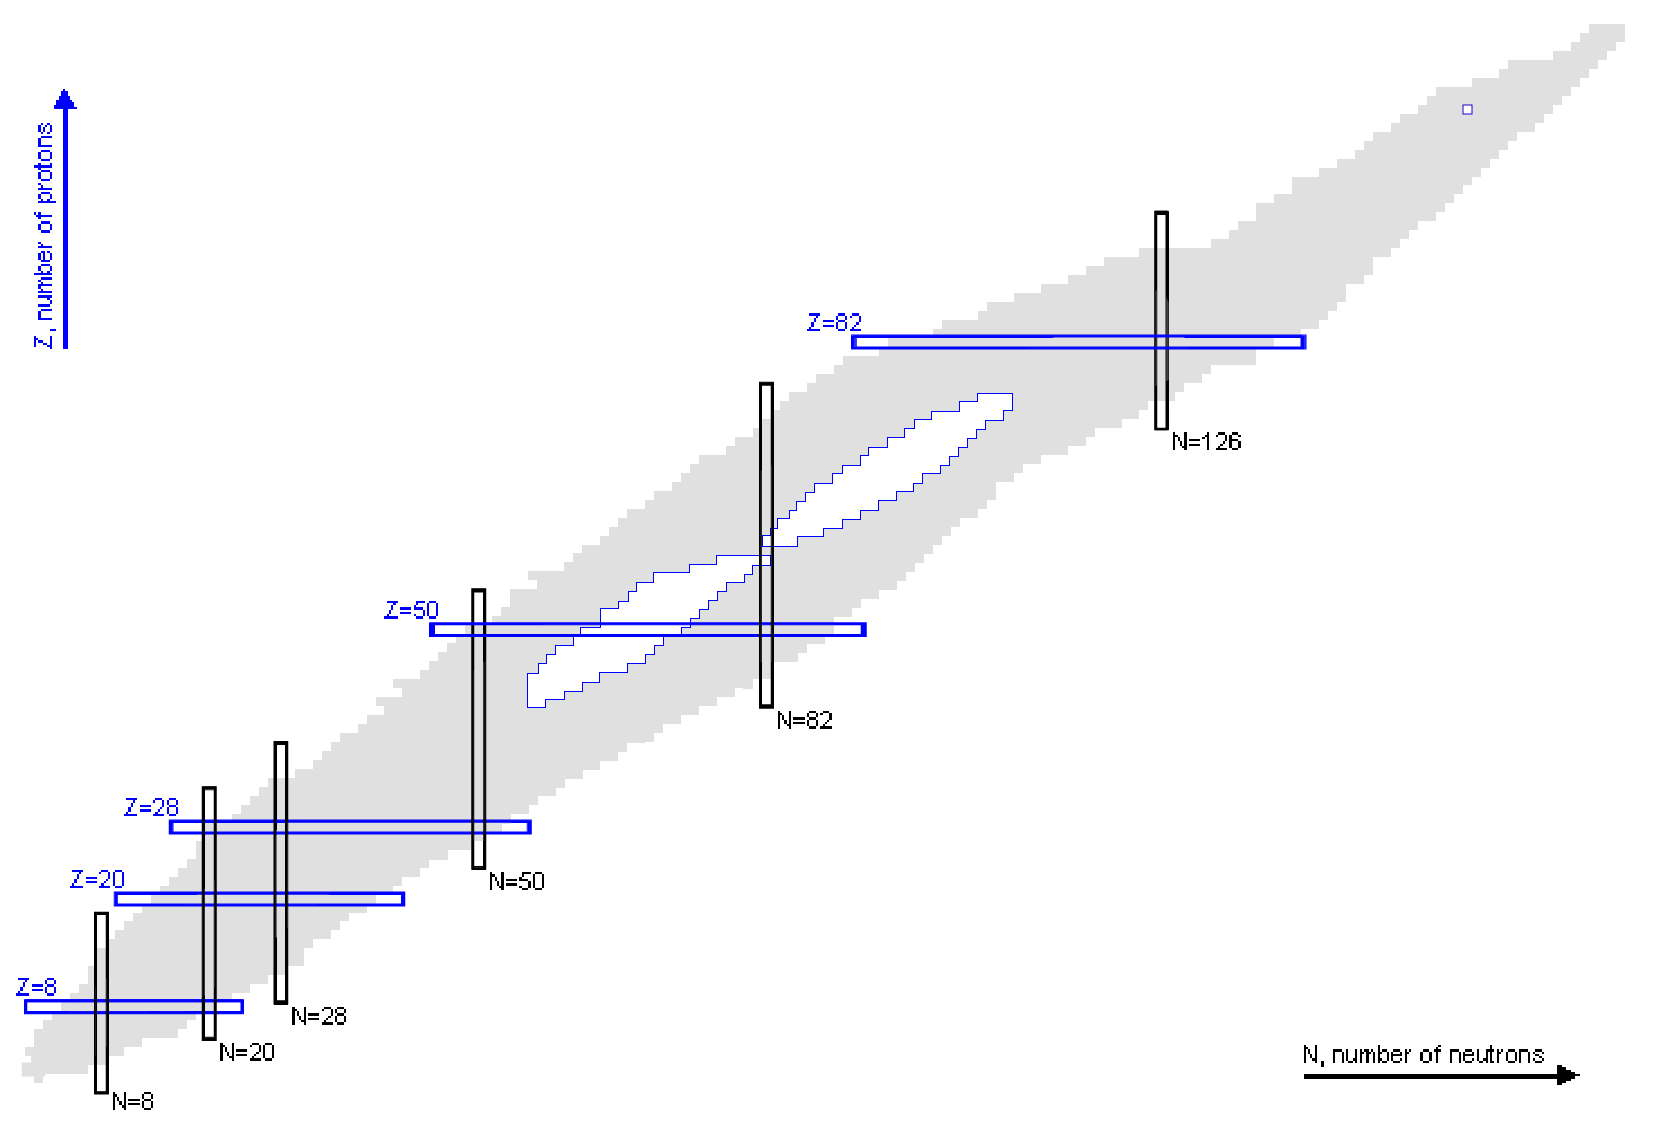 Z, number of protons
Z=82
N=126
Z=50
N=82
Z=28
N=50
Z=20
Z=8
N=28
N=20
N, number of neutrons
N=8